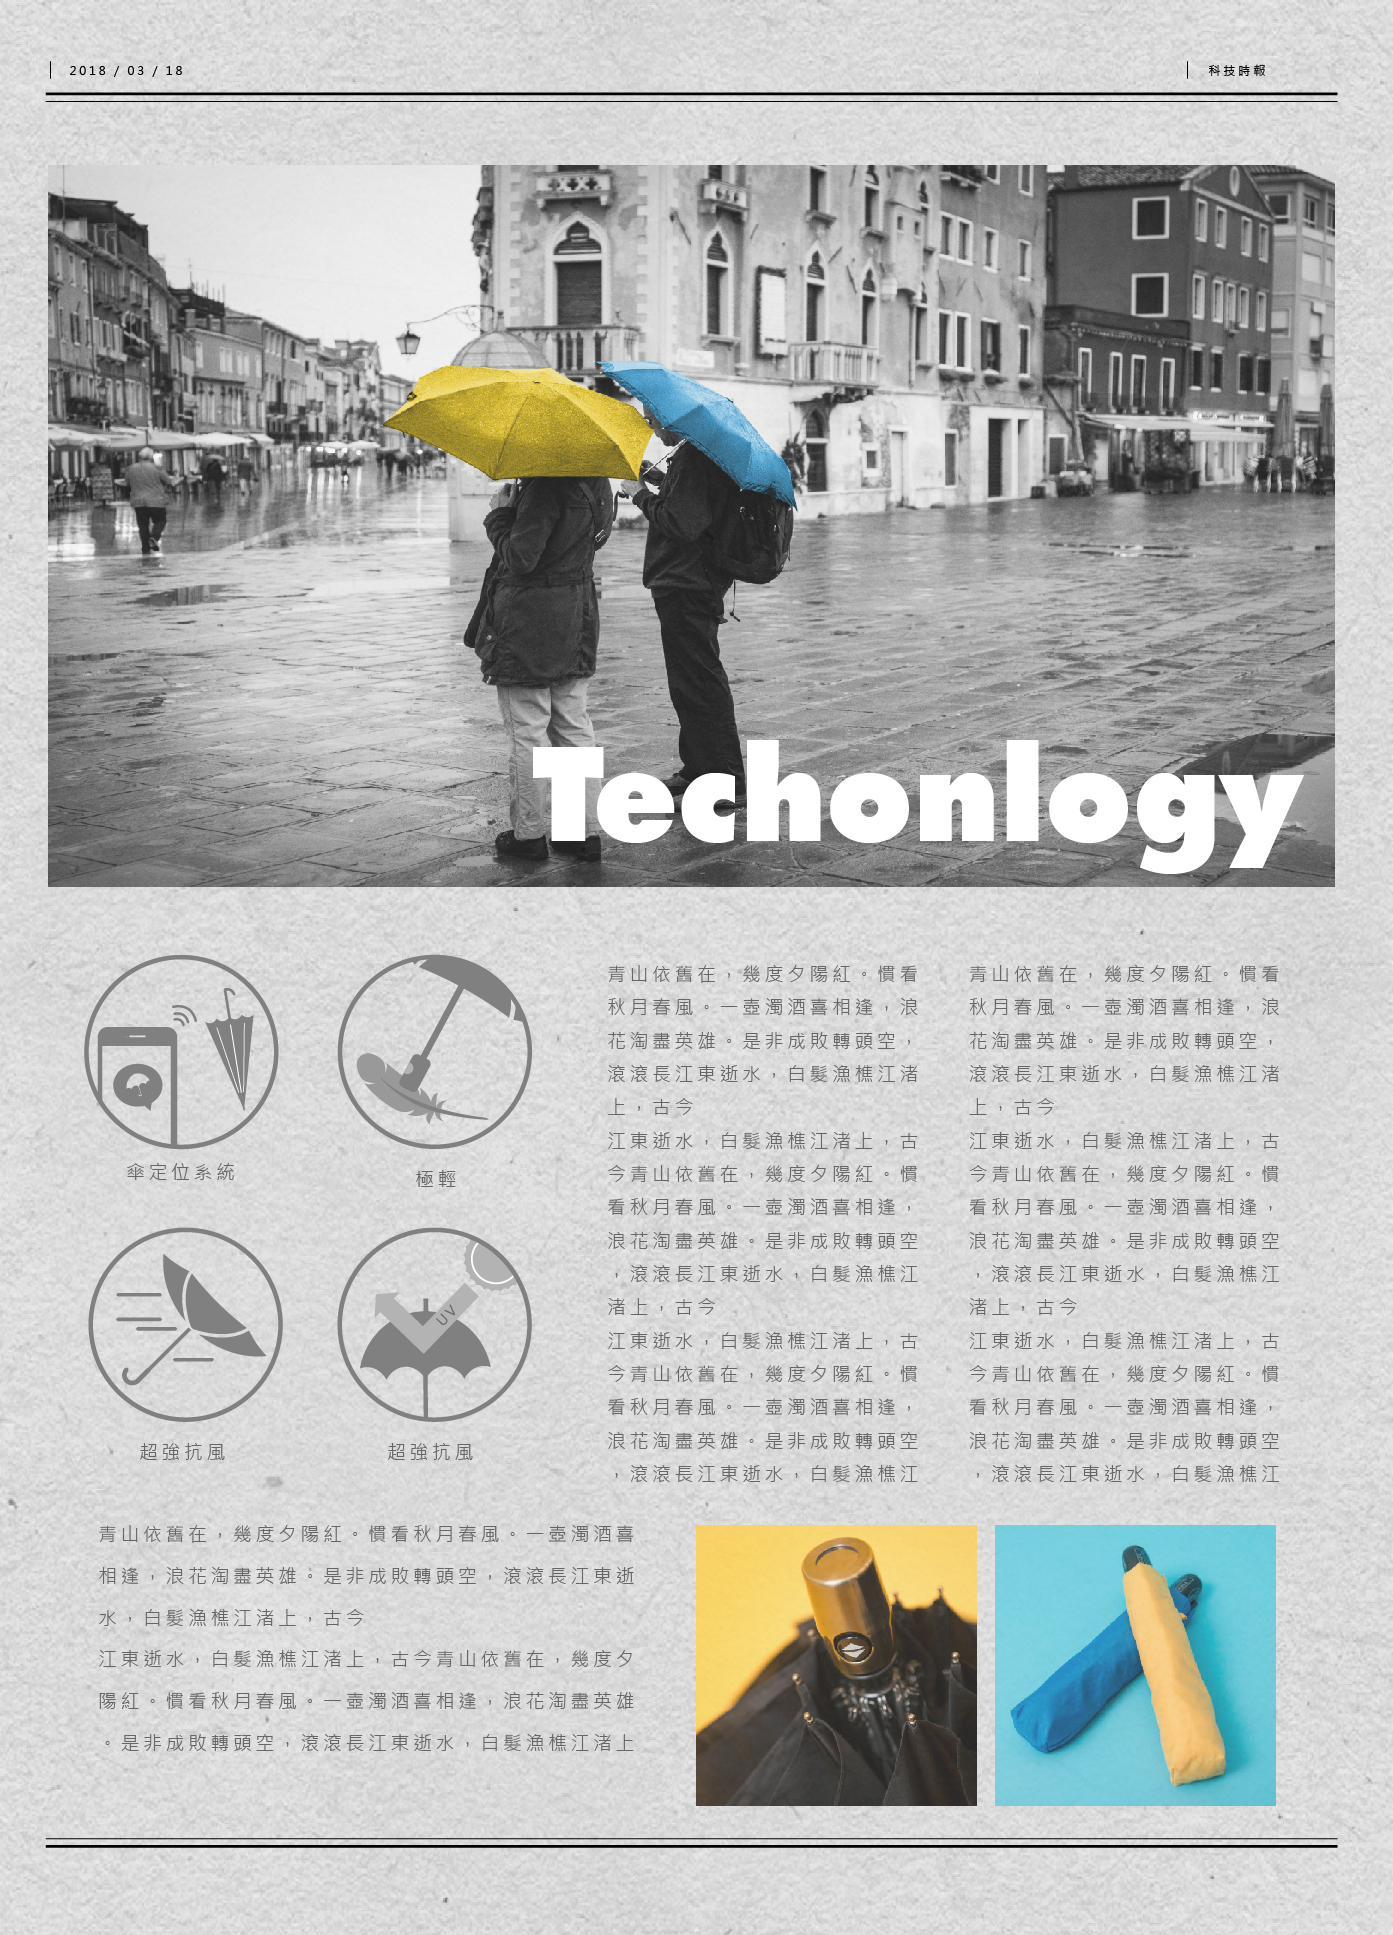 2018 / 03 / 18
科技時報
Techonlogy
傘定位系統
極輕
UV
超強抗風
超強抗風
青山依舊在，幾度夕陽紅。慣看
秋月春風。一壺濁酒喜相逢，浪
花淘盡英雄。是非成敗轉頭空，
滾滾長江東逝水，白髮漁樵江渚
上，古今
江東逝水，白髮漁樵江渚上，古
今青山依舊在，幾度夕陽紅。慣
看秋月春風。一壺濁酒喜相逢，
浪花淘盡英雄。是非成敗轉頭空
，滾滾長江東逝水，白髮漁樵江
渚上，古今
江東逝水，白髮漁樵江渚上，古
今青山依舊在，幾度夕陽紅。慣
看秋月春風。一壺濁酒喜相逢，
浪花淘盡英雄。是非成敗轉頭空
，滾滾長江東逝水，白髮漁樵江
青山依舊在，幾度夕陽紅。慣看
秋月春風。一壺濁酒喜相逢，浪
花淘盡英雄。是非成敗轉頭空，
滾滾長江東逝水，白髮漁樵江渚
上，古今
江東逝水，白髮漁樵江渚上，古
今青山依舊在，幾度夕陽紅。慣
看秋月春風。一壺濁酒喜相逢，
浪花淘盡英雄。是非成敗轉頭空
，滾滾長江東逝水，白髮漁樵江
渚上，古今
江東逝水，白髮漁樵江渚上，古
今青山依舊在，幾度夕陽紅。慣
看秋月春風。一壺濁酒喜相逢，
浪花淘盡英雄。是非成敗轉頭空
，滾滾長江東逝水，白髮漁樵江
青山依舊在，幾度夕陽紅。慣看秋月春風。一壺濁酒喜
相逢，浪花淘盡英雄。是非成敗轉頭空，滾滾長江東逝
水，白髮漁樵江渚上，古今
江東逝水，白髮漁樵江渚上，古今青山依舊在，幾度夕
陽紅。慣看秋月春風。一壺濁酒喜相逢，浪花淘盡英雄
。是非成敗轉頭空，滾滾長江東逝水，白髮漁樵江渚上